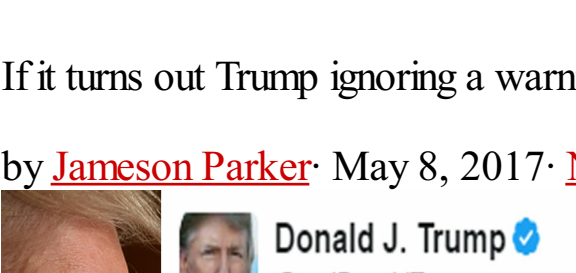 If it turns out Trump ignoring a warn
by Jameson Parker· May 8, 2017·
Donald J. Trump